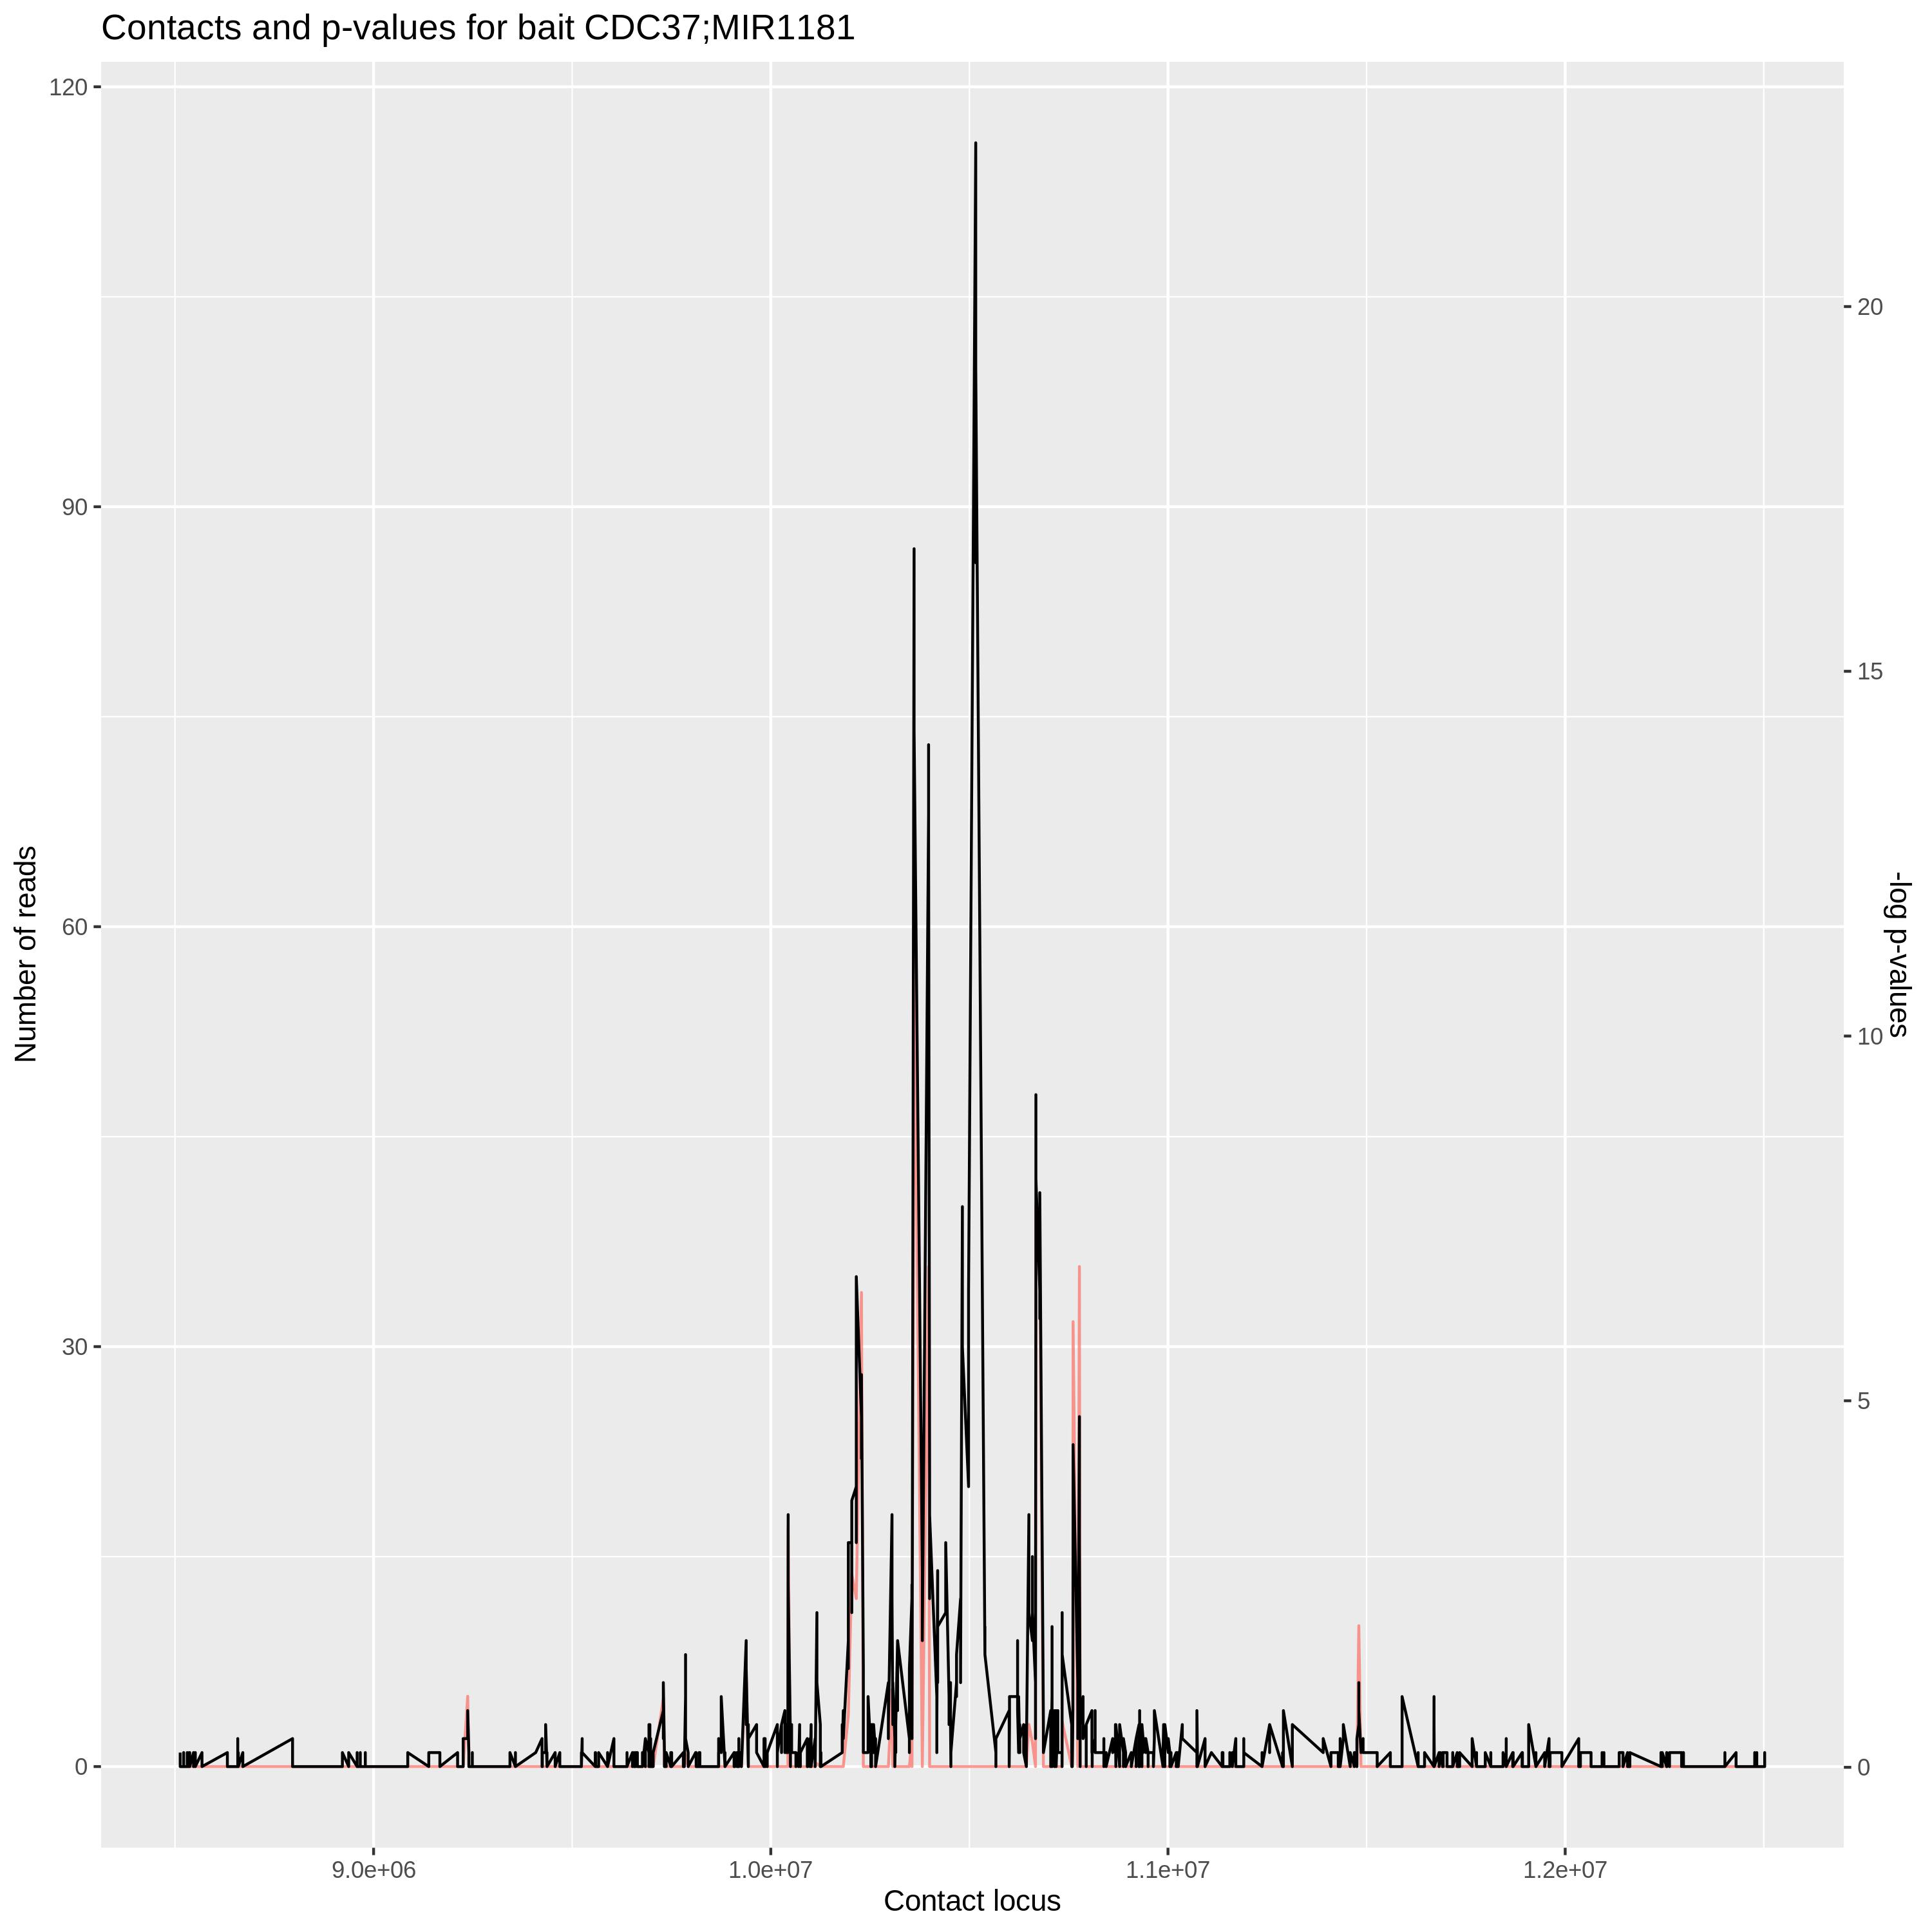 Contacts and p-values for bait CDC37;MIR1181
120
90
60
30
0
Number of reads
20
15
10
5
0
-log p-values
9.0e+06
1.0e+07
1.1e+07
1.2e+07
Contact locus